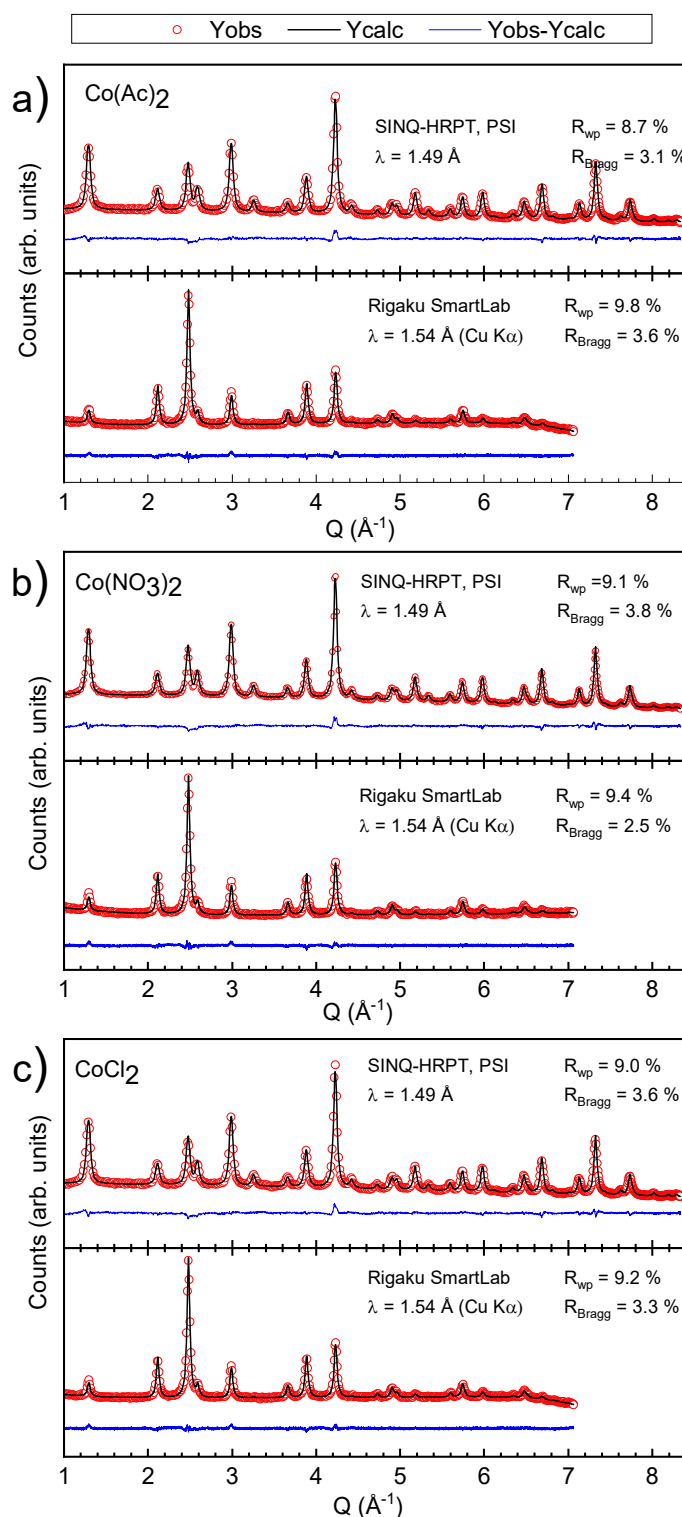 Yobs Ycalc Yobs-Ycalc
a)
Co(Ac)2
SINQ-HRPT, PSI Rwp = 8.7 %
λ = 1.49 Å RBragg = 3.1 %
Rigaku SmartLab Rwp = 9.8 %
λ = 1.54 Å (Cu Kα) RBragg = 3.6 %
Counts (arb. units)
1 2 3 4 5 6 7 8
Q (Å-1)
b)
Co(NO3)2
SINQ-HRPT, PSI Rwp =9.1 %
λ = 1.49 Å RBragg = 3.8 %
Rigaku SmartLab Rwp = 9.4 %
λ = 1.54 Å (Cu Kα) RBragg = 2.5 %
Counts (arb. units)
1 2 3 4 5 6 7 8
Q (Å-1)
c)
CoCl2
SINQ-HRPT, PSI Rwp = 9.0 %
λ = 1.49 Å RBragg = 3.6 %
Rigaku SmartLab Rwp = 9.2 %
λ = 1.54 Å (Cu Kα) RBragg = 3.3 %
Counts (arb. units)
1 2 3 4 5 6 7 8
Q (Å-1)